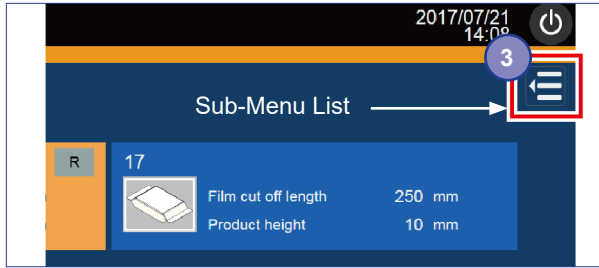 2017/07/21
14:08
3
Sub-Menu List
R
17
Film cut off length 250 mm
Product height 10 mm